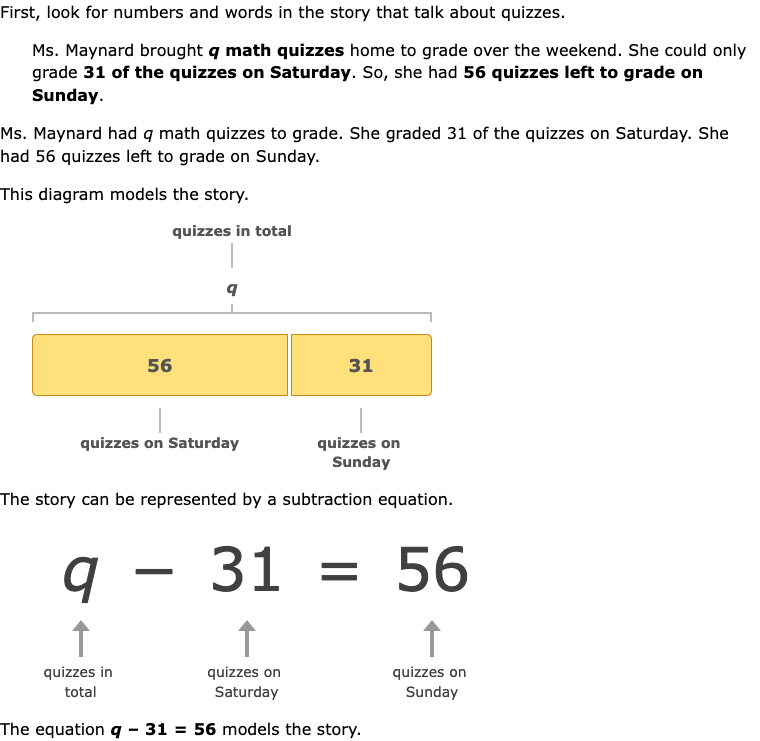 First, look for numbers and words in the story that talk about quizzes.
Ms. Maynard brought q math quizzes home to grade over the weekend. She could only
grade 31 of the quizzes on Saturday. So, she had 56 quizzes left to grade on
Sunday.
Ms. Maynard had q math quizzes to grade. She graded 31 of the quizzes on Saturday. She
had 56 quizzes left to grade on Sunday.
This diagram models the story.
quizzes in total
q
56 31
quizzes on Saturday quizzes on
Sunday
The story can be represented by a subtraction equation.
q − 31 = 56
quizzes in quizzes on quizzes on
total Saturday Sunday
The equation q − 31 = 56 models the story.